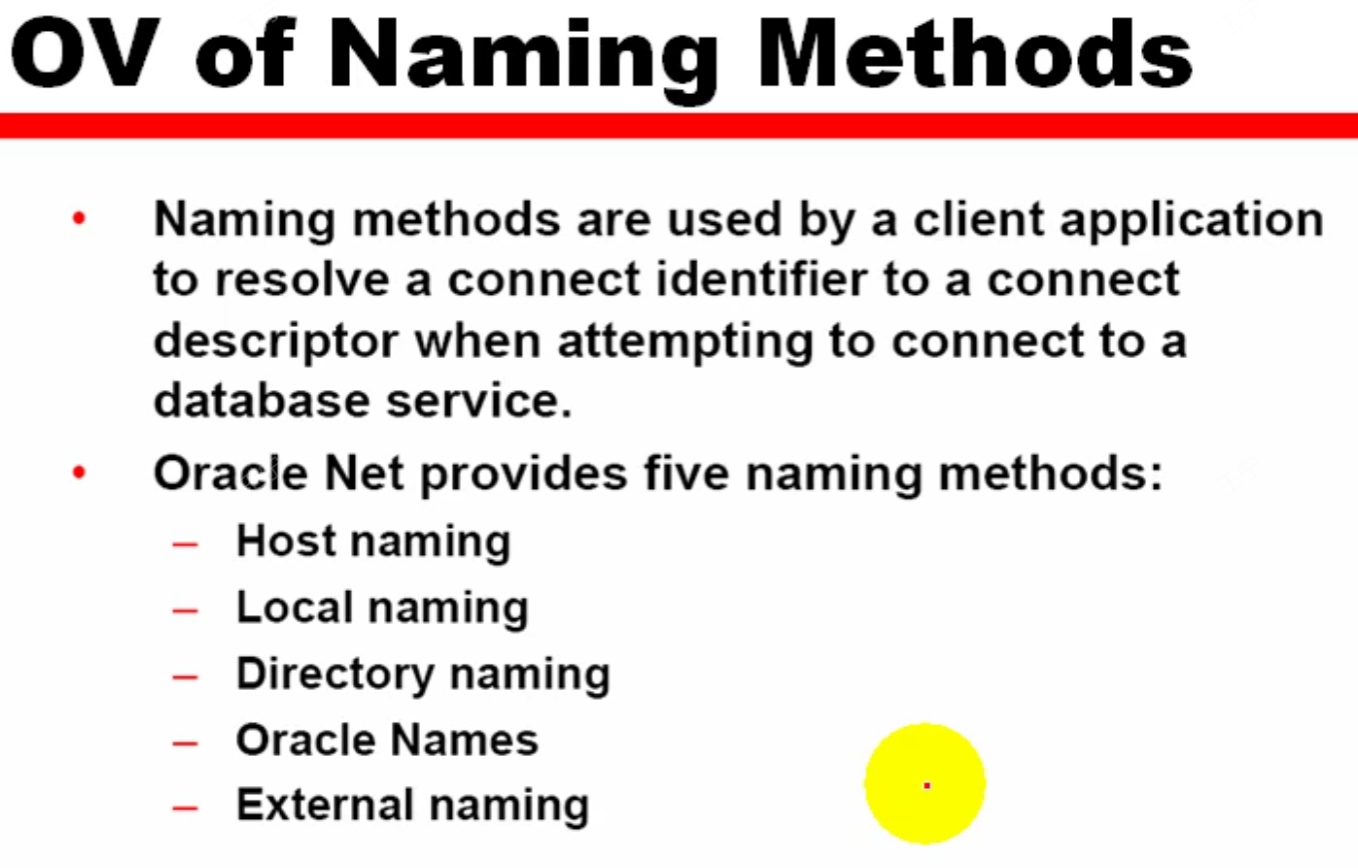 OV of Naming Methods
• Naming methods are used by a client application
to resolve a connect identifier to a connect
descriptor when attempting to connect to a
database service.
• Oracle Net provides five naming methods:
– Host naming
– Local naming
– Directory naming
– Oracle Names
– External naming